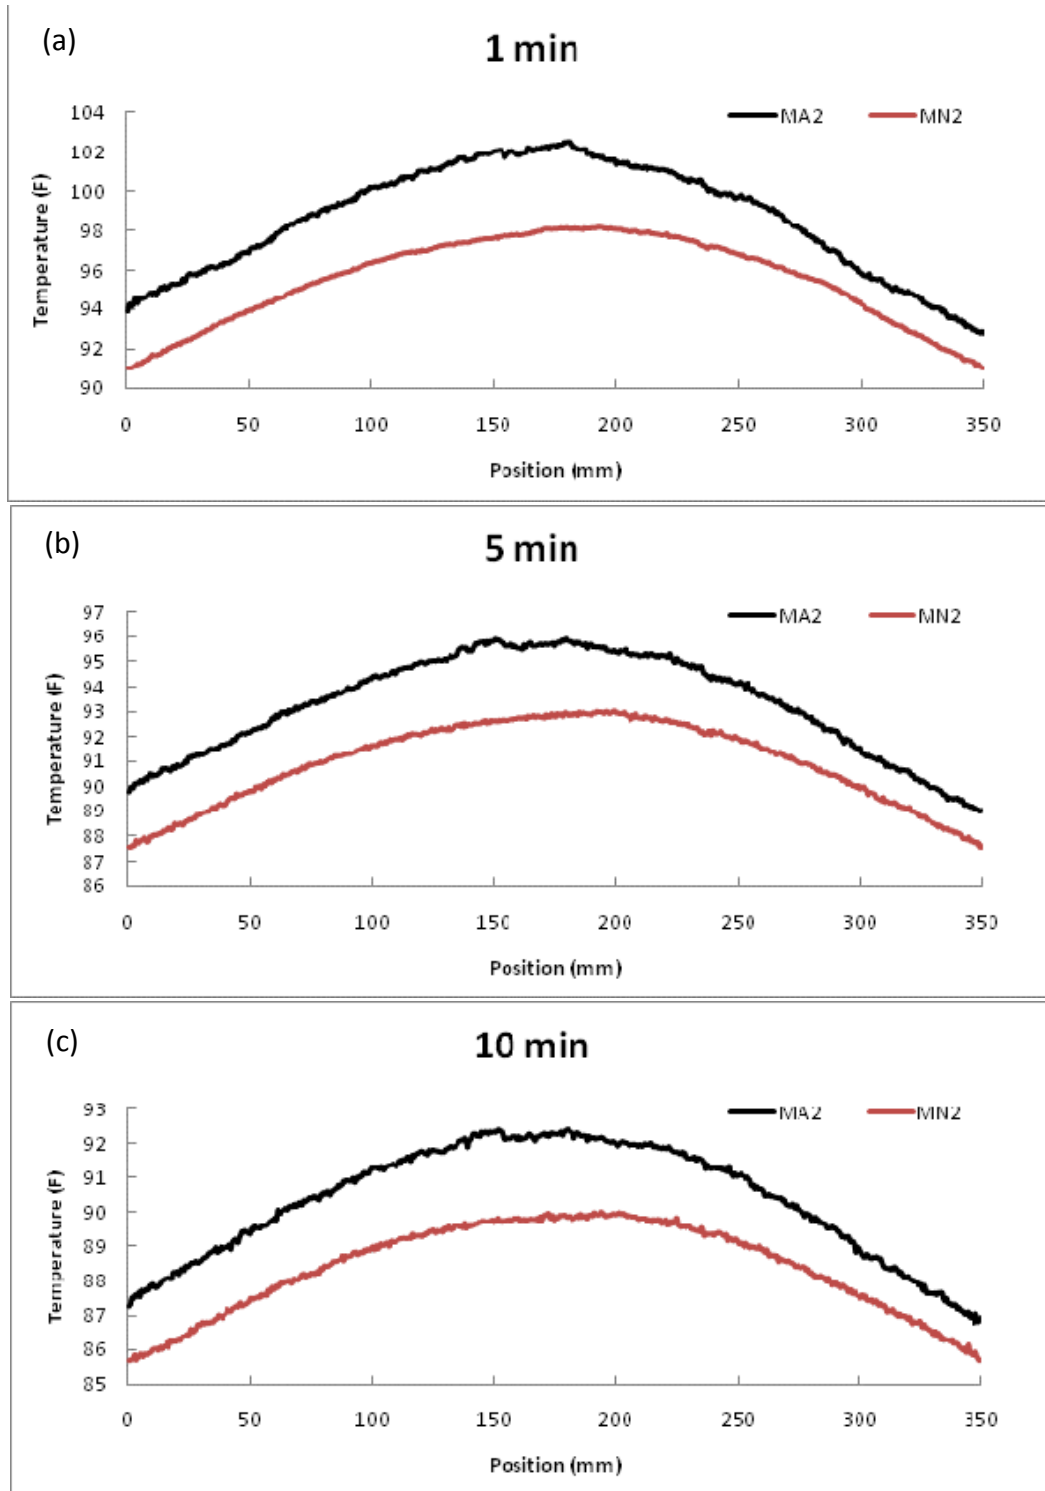 (a)
1 min
MA2 MN2
104
102
100
98
96
94
92
90
Temperature (F)
0 50 100 150 200 250 300 350
Position (mm)
(b)
5 min
MA2 MN2
97
96
95
94
93
92
91
90
89
88
87
86
Temperature (F)
0 50 100 150 200 250 300 350
Position (mm)
(c)
10 min
MA2 MN2
93
92
91
90
89
88
87
86
85
Temperature (F)
0 50 100 150 200 250 300 350
Position (mm)